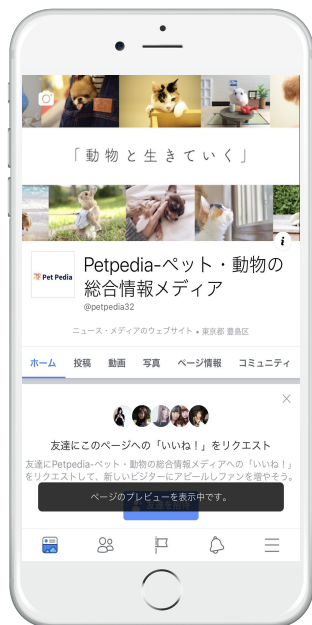 「動物と生きていく」
Pet Pedia
Petpedia-ペット・動物の
総合情報メディア
@petpedia32
ニュース・メディアのウェブサイト • 東京都 豊島区
ホーム 投稿 動画 写真 ページ情報 コミュニティ
友達にこのページへの「いいね！」をリクエスト
友達にPetpedia-ペット・動物の総合情報メディアへの「いいね！」
をリクエストして、新しいビジターにアピールしファンを増やそう。
ページのプレビューを表示中です。